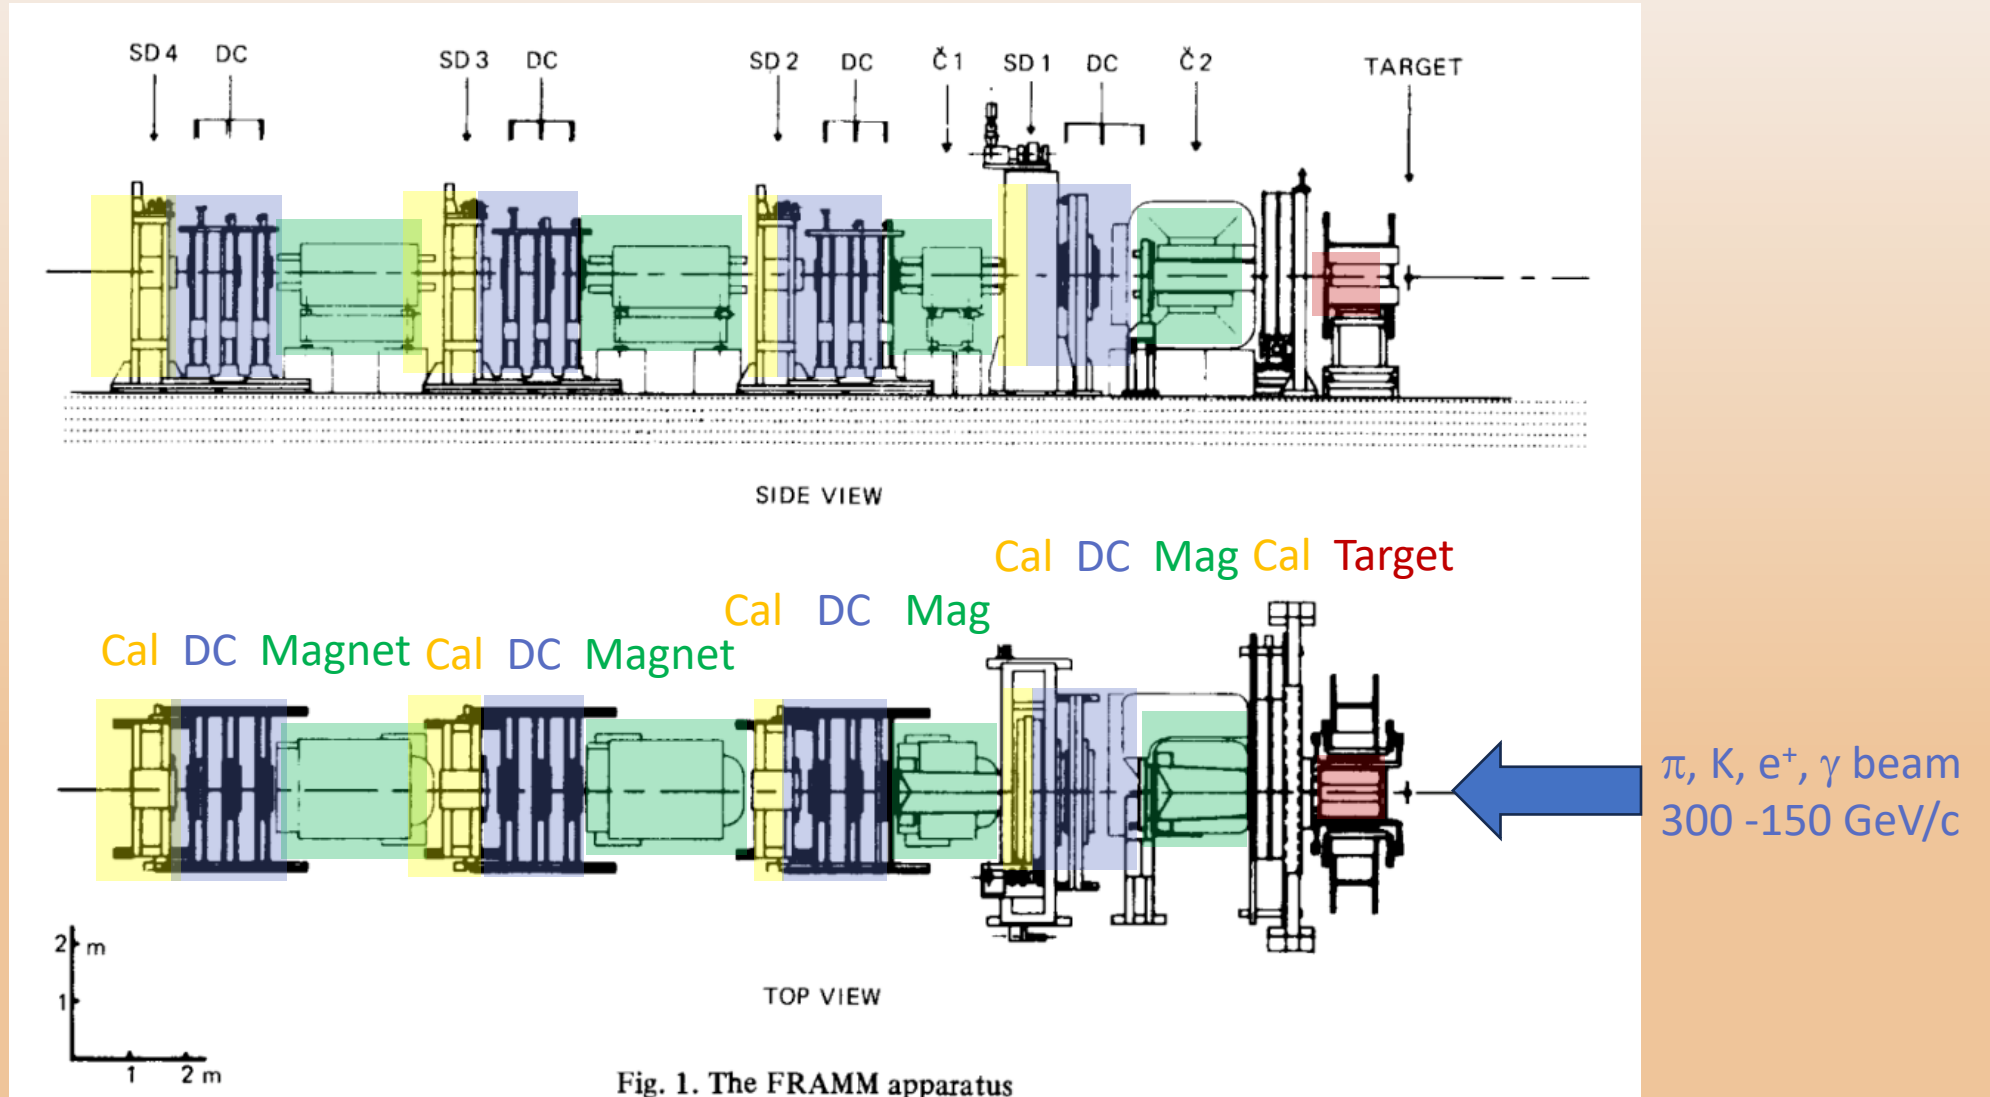 SD 4 DC SD 3 DC SD 2 DC Č 1 SD 1 DC Č 2 TARGET
SIDE VIEW
Cal DC Mag Cal Target
Cal DC Mag
Cal DC Magnet Cal DC Magnet
π, K, e⁺, γ beam
300 -150 GeV/c
2 m
1
1 2 m
TOP VIEW
Fig. 1. The FRAMM apparatus